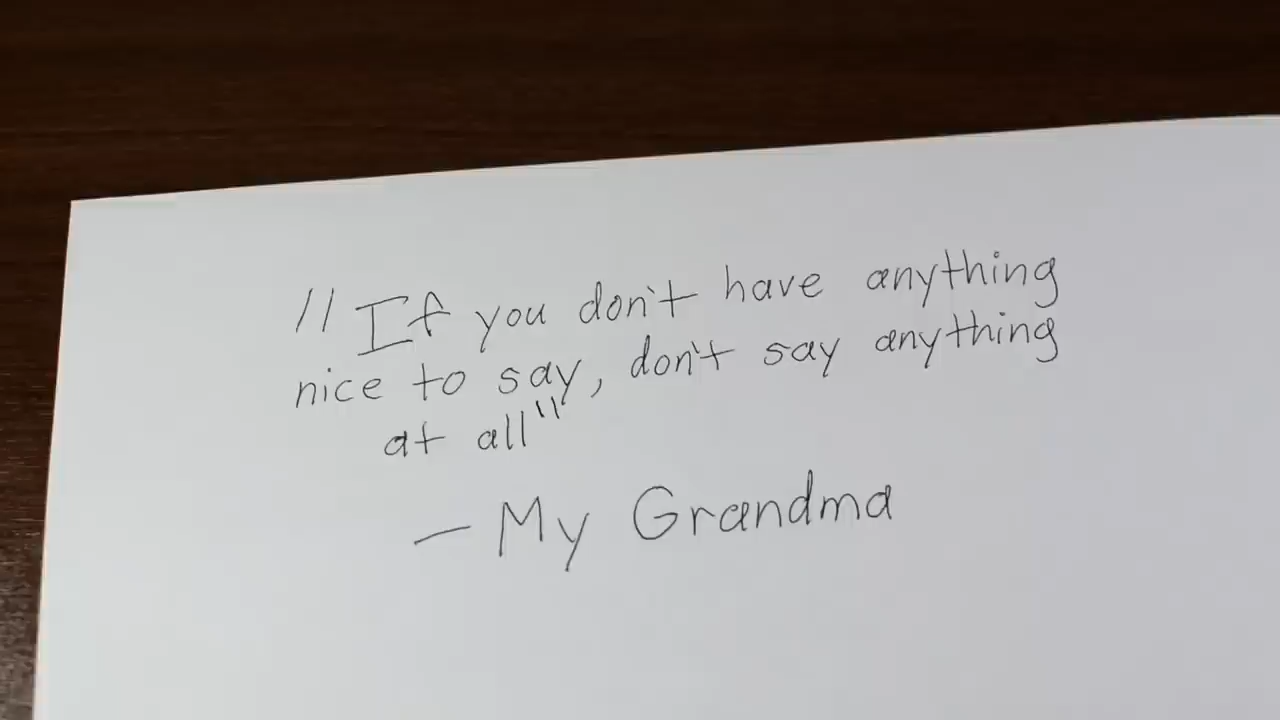 "If you don't have anything
nice to say, don't say anything
at all"
- My Grandma